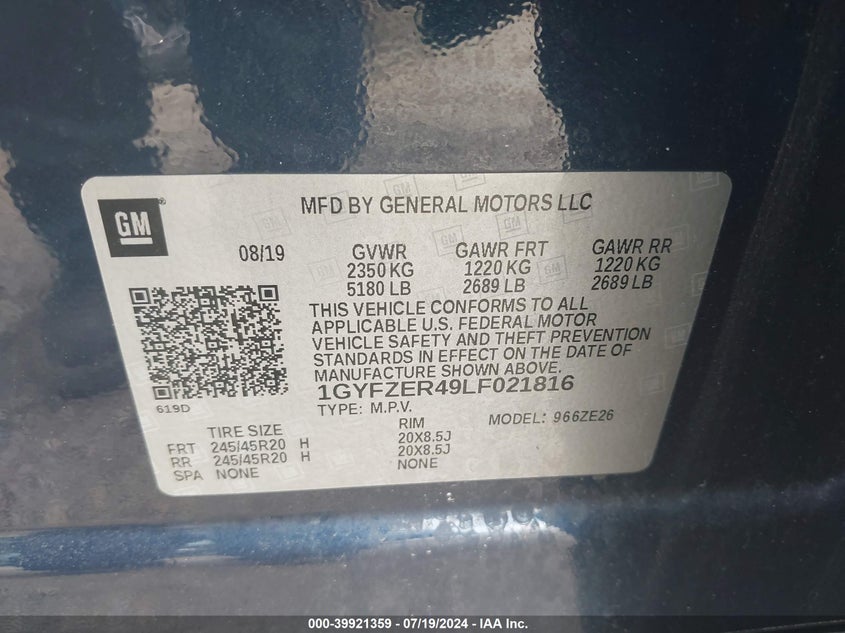 GM
MFD BY GENERAL MOTORS LLC
08/19
GVWR GAWR FRT GAWR RR
2350 KG 1220 KG 1220 KG
5180 LB 2689 LB 2689 LB
THIS VEHICLE CONFORMS TO ALL
APPLICABLE U.S. FEDERAL MOTOR
VEHICLE SAFETY AND THEFT PREVENTION
STANDARDS IN EFFECT ON THE DATE OF
MANUFACTURE SHOWN ABOVE.
1GYFZER49LF021816
619D
TYPE: M.P.V.
MODEL: 966ZE26
TIRE SIZE RIM
FRT 245/45R20 H 20X8.5J
RR 245/45R20 H 20X8.5J
SPA NONE NONE
000-39921359 - 07/19/2024 - IAA Inc.